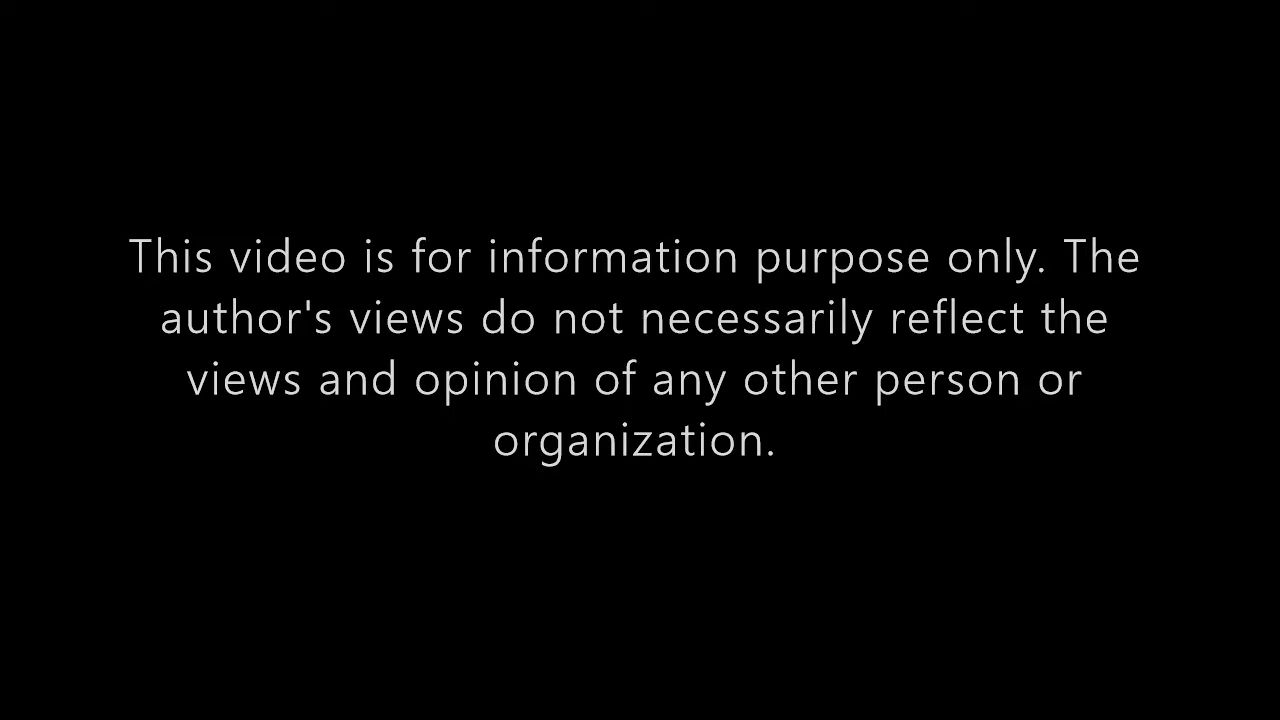 This video is for information purpose only. The
author's views do not necessarily reflect the
views and opinion of any other person or
organization.